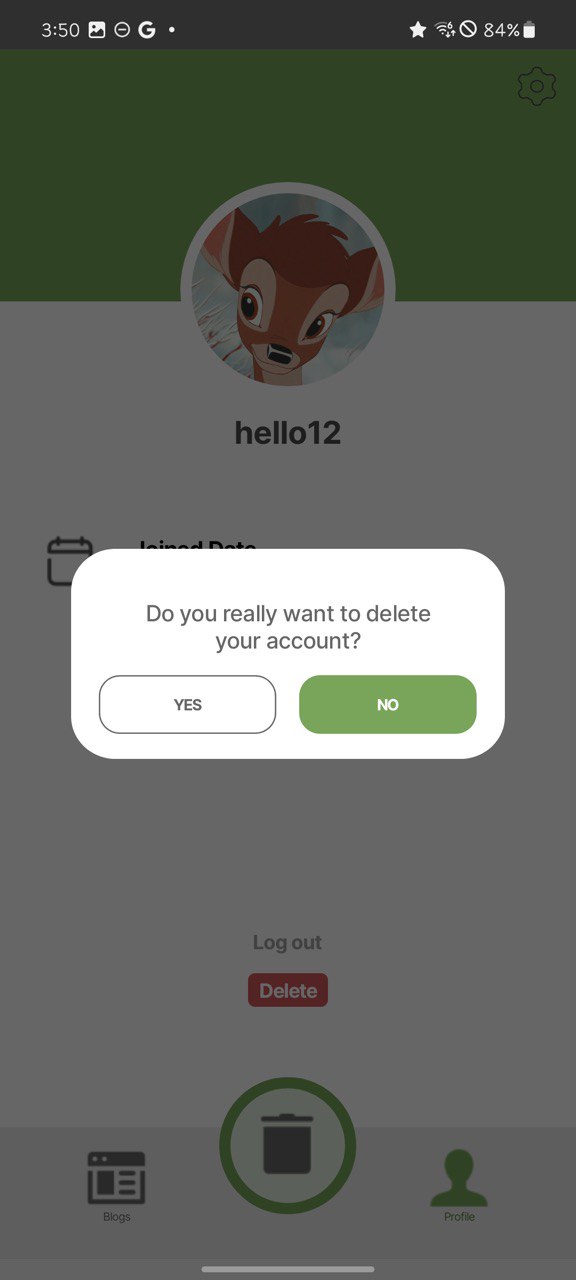 3:50
84%
hello12
Joined Date
Do you really want to delete
your account?
YES
NO
Log out
Delete
Blogs
Profile